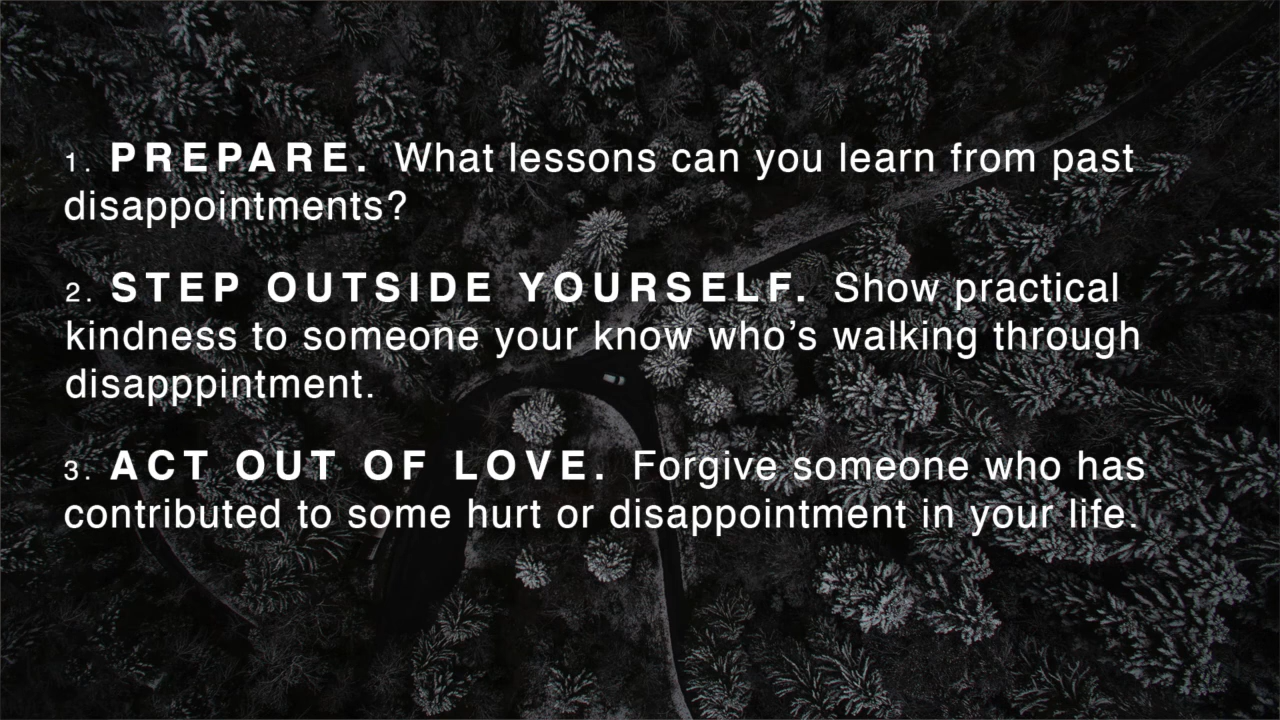 1. PREPARE. What lessons can you learn from past
disappointments?
2. STEP OUTSIDE YOURSELF. Show practical
kindness to someone your know who’s walking through
disapppintment.
3. ACT OUT OF LOVE. Forgive someone who has
contributed to some hurt or disappointment in your life.